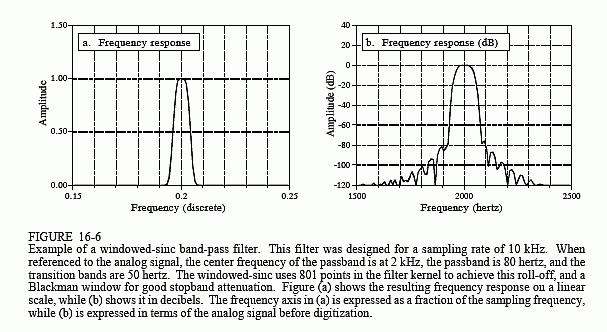 1.50
a. Frequency response
1.00
0.50
0.00
0.15
0.2
0.25
Frequency (discrete)
Amplitude
40
20
b. Frequency response (dB)
0
-20
-40
-60
-80
-100
-120
1500
2000
2500
Frequency (hertz)
Amplitude (dB)
FIGURE 16-6
Example of a windowed-sinc band-pass filter. This filter was designed for a sampling rate of 10 kHz. When
referenced to the analog signal, the center frequency of the passband is at 2 kHz, the passband is 80 hertz, and the
transition bands are 50 hertz. The windowed-sinc uses 801 points in the filter kernel to achieve this roll-off, and a
Blackman window for good stopband attenuation. Figure (a) shows the resulting frequency response on a linear
scale, while (b) shows it in decibels. The frequency axis in (a) is expressed as a fraction of the sampling frequency,
while (b) is expressed in terms of the analog signal before digitization.